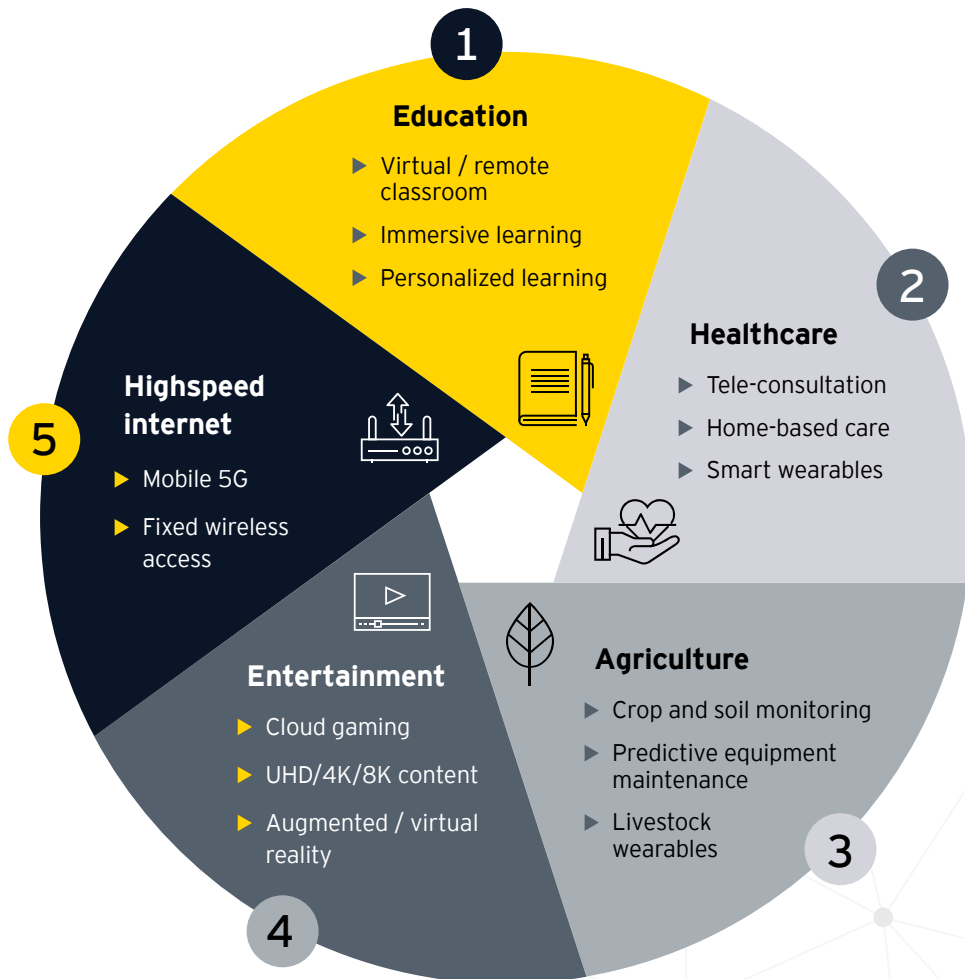 1
Education
Virtual / remote
classroom
Immersive learning
Personalized learning
2
Healthcare
Tele-consultation
Home-based care
Smart wearables
3
Agriculture
Crop and soil monitoring
Predictive equipment
maintenance
Livestock
wearables
4
Entertainment
Cloud gaming
UHD/4K/8K content
Augmented / virtual
reality
5
Highspeed
internet
Mobile 5G
Fixed wireless
access